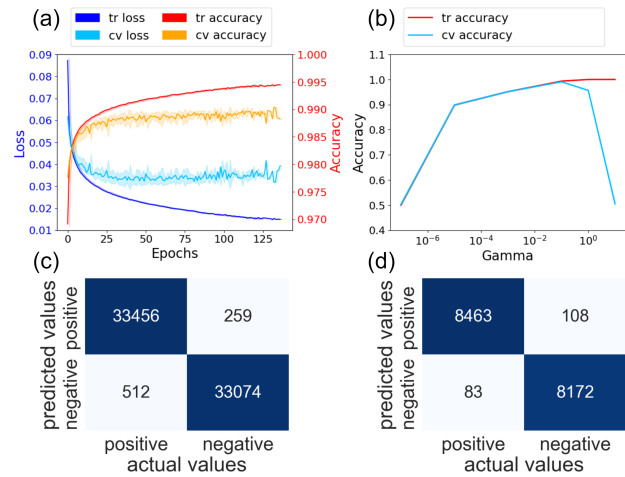 (a)
tr loss
tr accuracy
cv loss
cv accuracy
0.09
0.08
0.07
0.06
0.05
0.04
0.03
0.02
0.01
Loss
1.000
0.995
0.990
0.985
0.980
0.975
0.970
Accuracy
0 25 50 75 100 125
Epochs
(b)
tr accuracy
cv accuracy
1.1
1.0
0.9
0.8
0.7
0.6
0.5
0.4
Accuracy
10⁻⁶ 10⁻⁴ 10⁻² 10⁰
Gamma
(c)
predicted values
positive
negative
33456 259
512 33074
positive negative
actual values
(d)
predicted values
positive
negative
8463 108
83 8172
positive negative
actual values